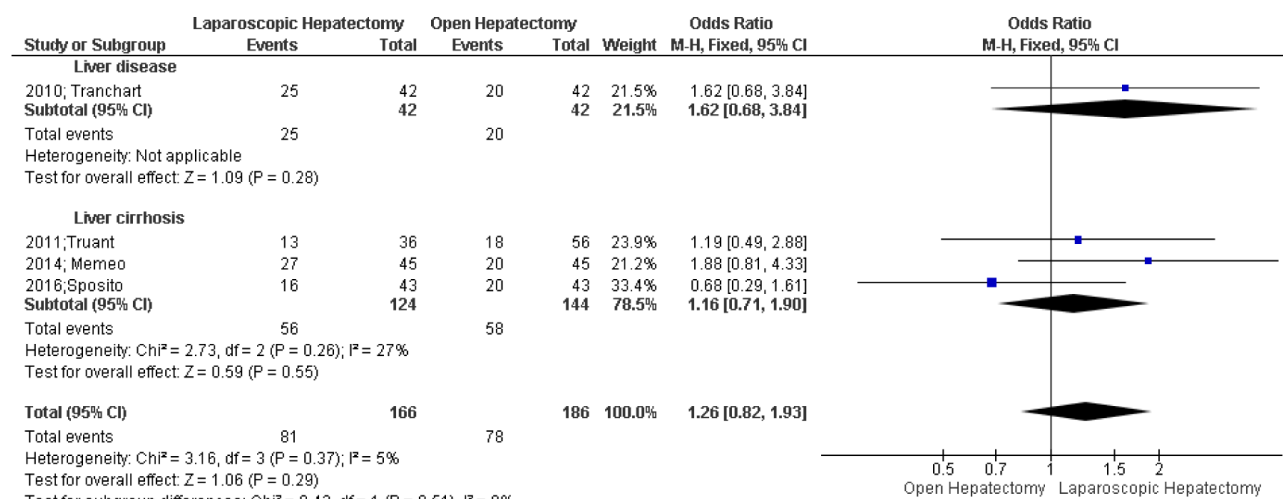 Laparoscopic Hepatectomy Open Hepatectomy Odds Ratio Odds Ratio
Study or Subgroup Events Total Events Total Weight M-H, Fixed, 95% CI M-H, Fixed, 95% CI
Liver disease
2010; Tranchart 25 42 20 42 21.5% 1.62 [0.68, 3.84]
Subtotal (95% CI) 42 42 21.5% 1.62 [0.68, 3.84]
Total events 25 20
Heterogeneity: Not applicable
Test for overall effect: Z = 1.09 (P = 0.28)
Liver cirrhosis
2011;Truant 13 36 18 56 23.9% 1.19 [0.49, 2.88]
2014; Memeo 27 45 20 45 21.2% 1.88 [0.81, 4.33]
2016;Sposito 16 43 20 43 33.4% 0.68 [0.29, 1.61]
Subtotal (95% CI) 124 144 78.5% 1.16 [0.71, 1.90]
Total events 56 58
Heterogeneity: Chi² = 2.73, df = 2 (P = 0.26); I² = 27%
Test for overall effect: Z = 0.59 (P = 0.55)
Total (95% CI) 166 186 100.0% 1.26 [0.82, 1.93]
Total events 81 78
Heterogeneity: Chi² = 3.16, df = 3 (P = 0.37); I² = 5%
Test for overall effect: Z = 1.06 (P = 0.29)
0.5 0.7 1 1.5 2
Open Hepatectomy Laparoscopic Hepatectomy